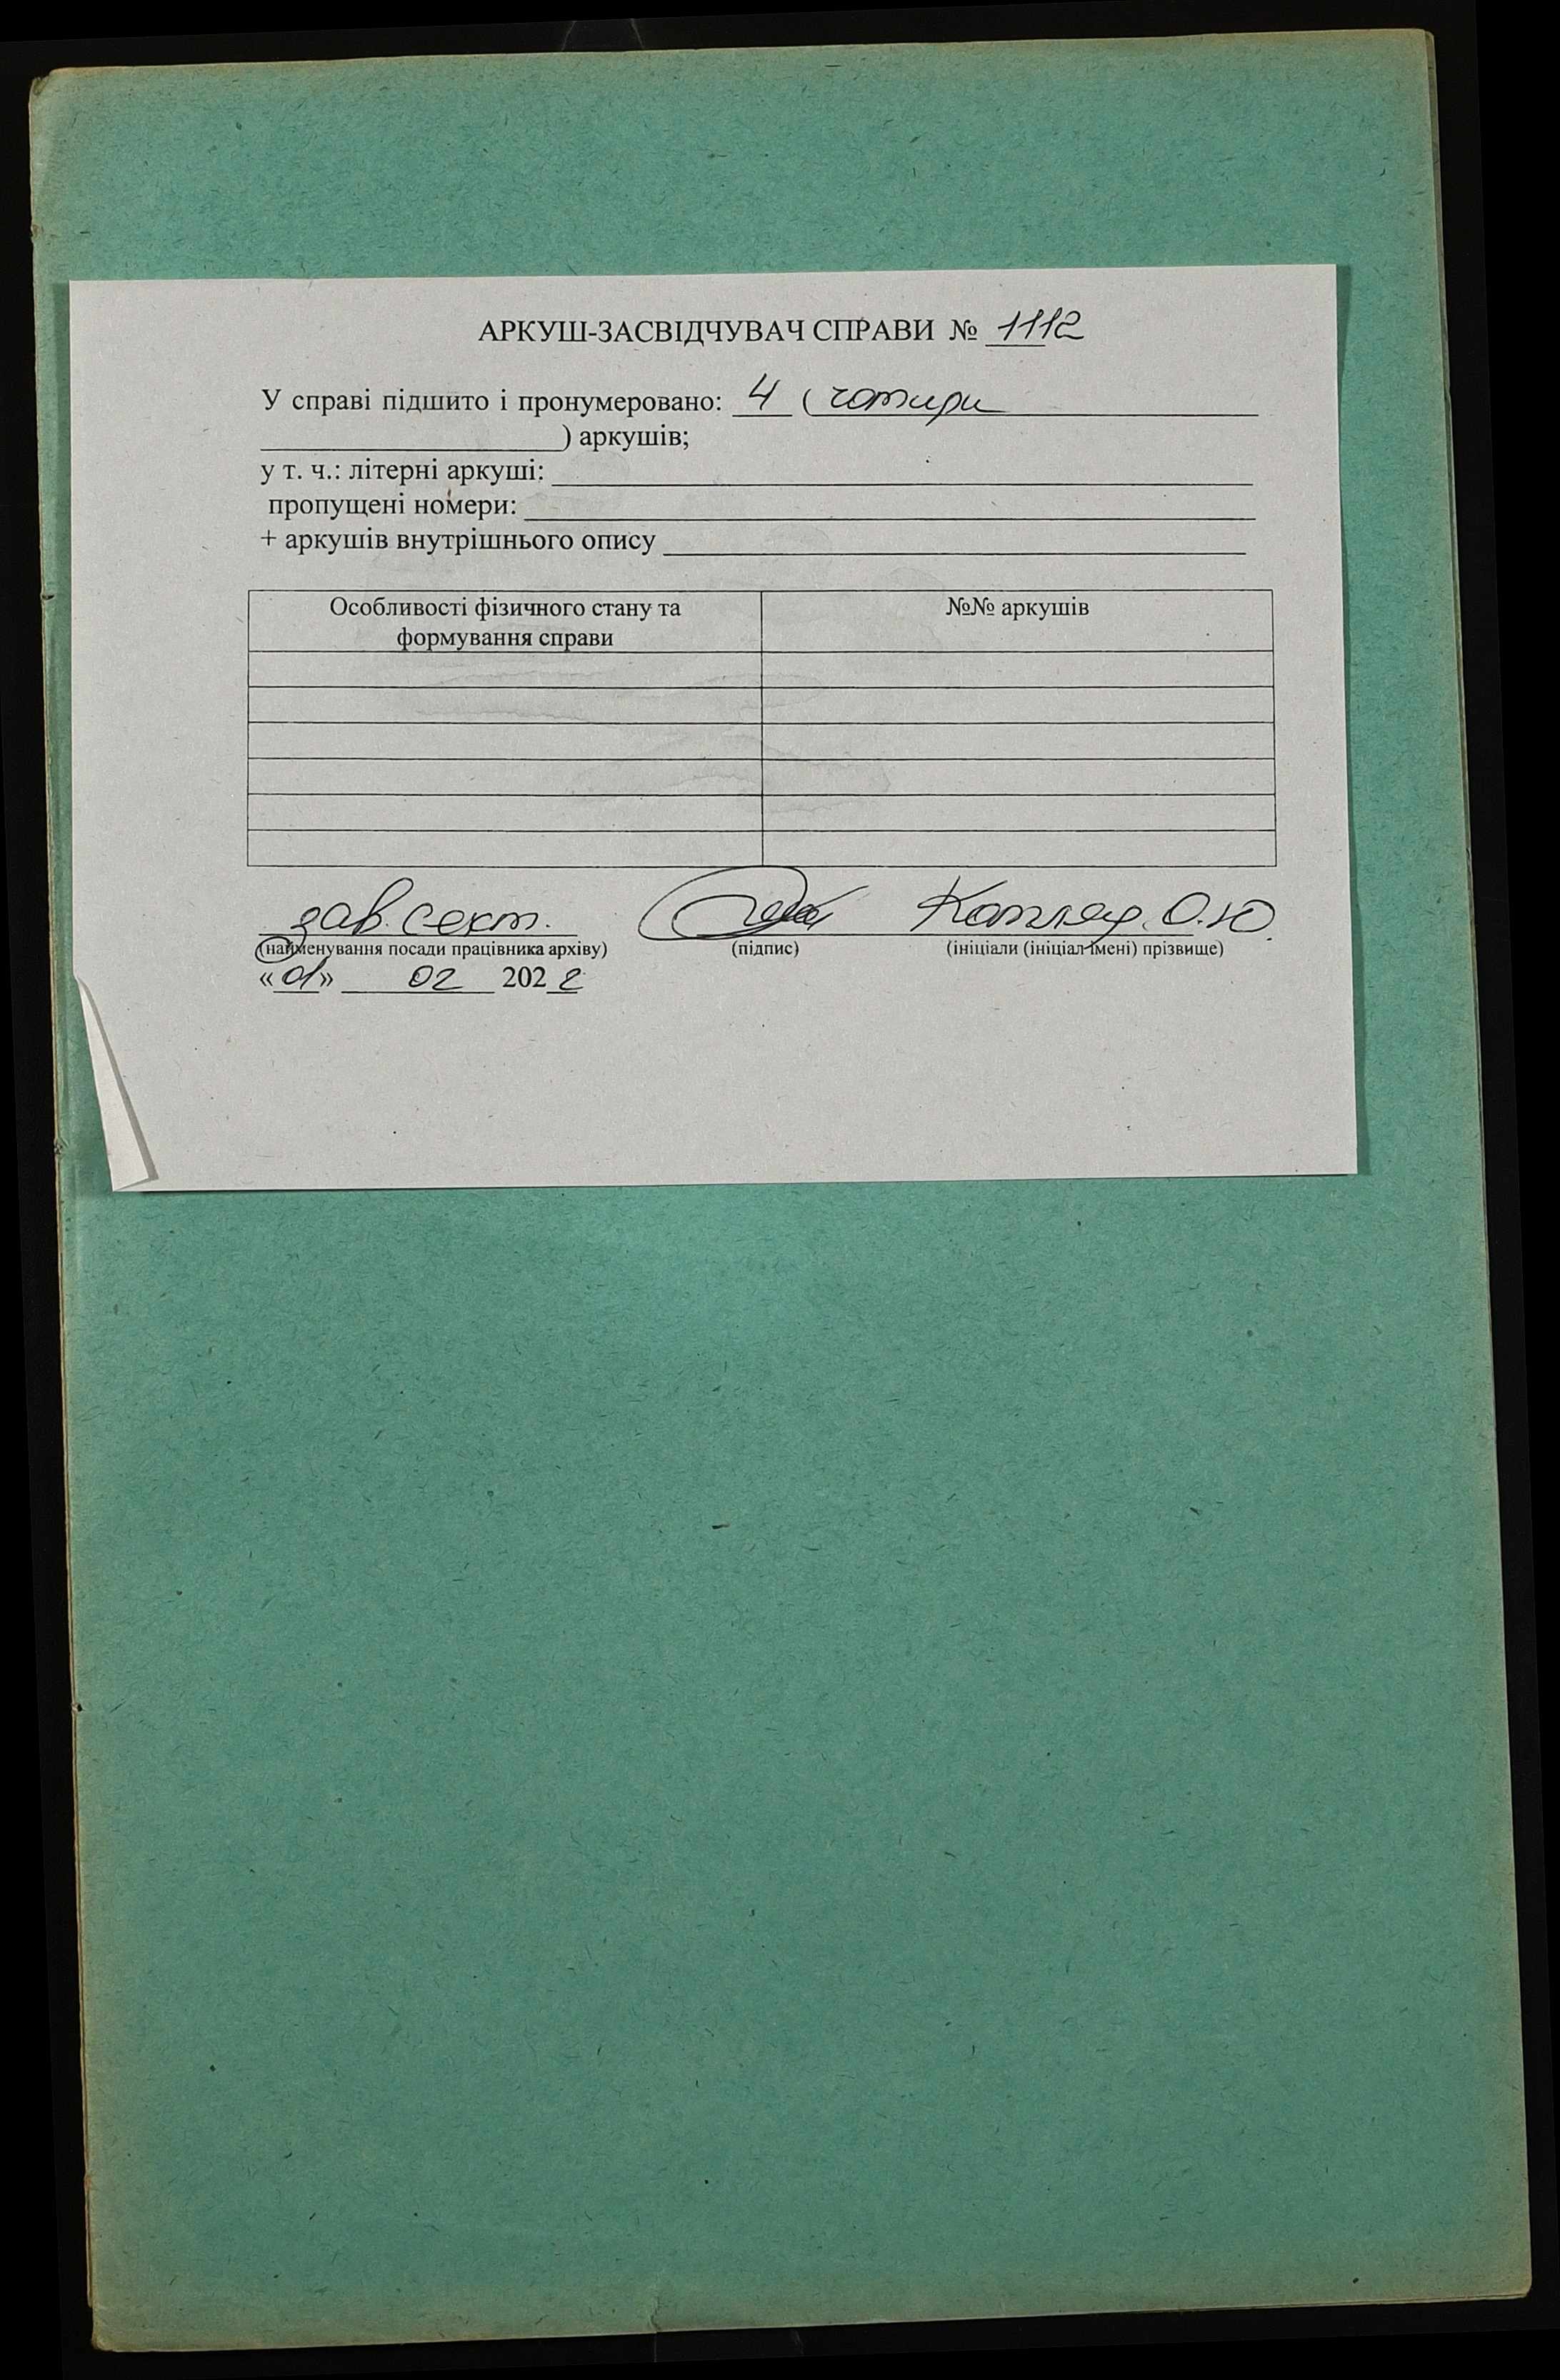 АРКУШ-ЗАСВІДЧУВАЧ СПРАВИ № 1112
У справі підшито і пронумеровано: 4 ( чотири
) аркушів;
у т. ч.: літерні аркуші:
пропущені номери:
+ аркушів внутрішнього опису
Особливості фізичного стану та формування справи
№№ аркушів
зав. сект. О.Ю.
(найменування посади працівника архіву) (підпис) (ініціали (ініціал імені) прізвище)
«01» 02 2022